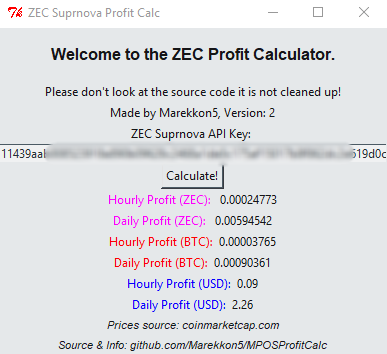 ZEC Suprnova Profit Calc
Welcome to the ZEC Profit Calculator.
Please don't look at the source code it is not cleaned up!
Made by Marekkon5, Version: 2
ZEC Suprnova API Key:
Calculate!
Hourly Profit (ZEC): 0.00024773
Daily Profit (ZEC): 0.00594542
Hourly Profit (BTC): 0.00003765
Daily Profit (BTC): 0.00090361
Hourly Profit (USD): 0.09
Daily Profit (USD): 2.26
Prices source: coinmarketcap.com
Source & Info: github.com/Marekkon5/MPOSProfitCalc